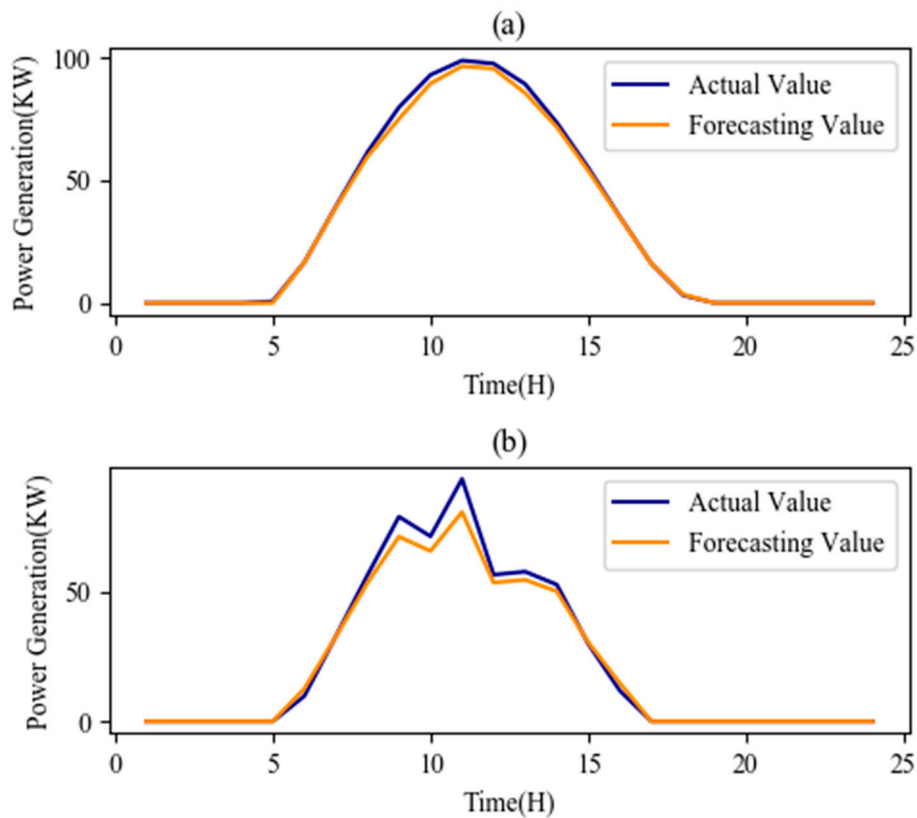 (a)
Power Generation(KW)
100
50
0
Actual Value
Forecasting Value
0 5 10 15 20 25
Time(H)
(b)
Power Generation(KW)
50
0
Actual Value
Forecasting Value
0 5 10 15 20 25
Time(H)